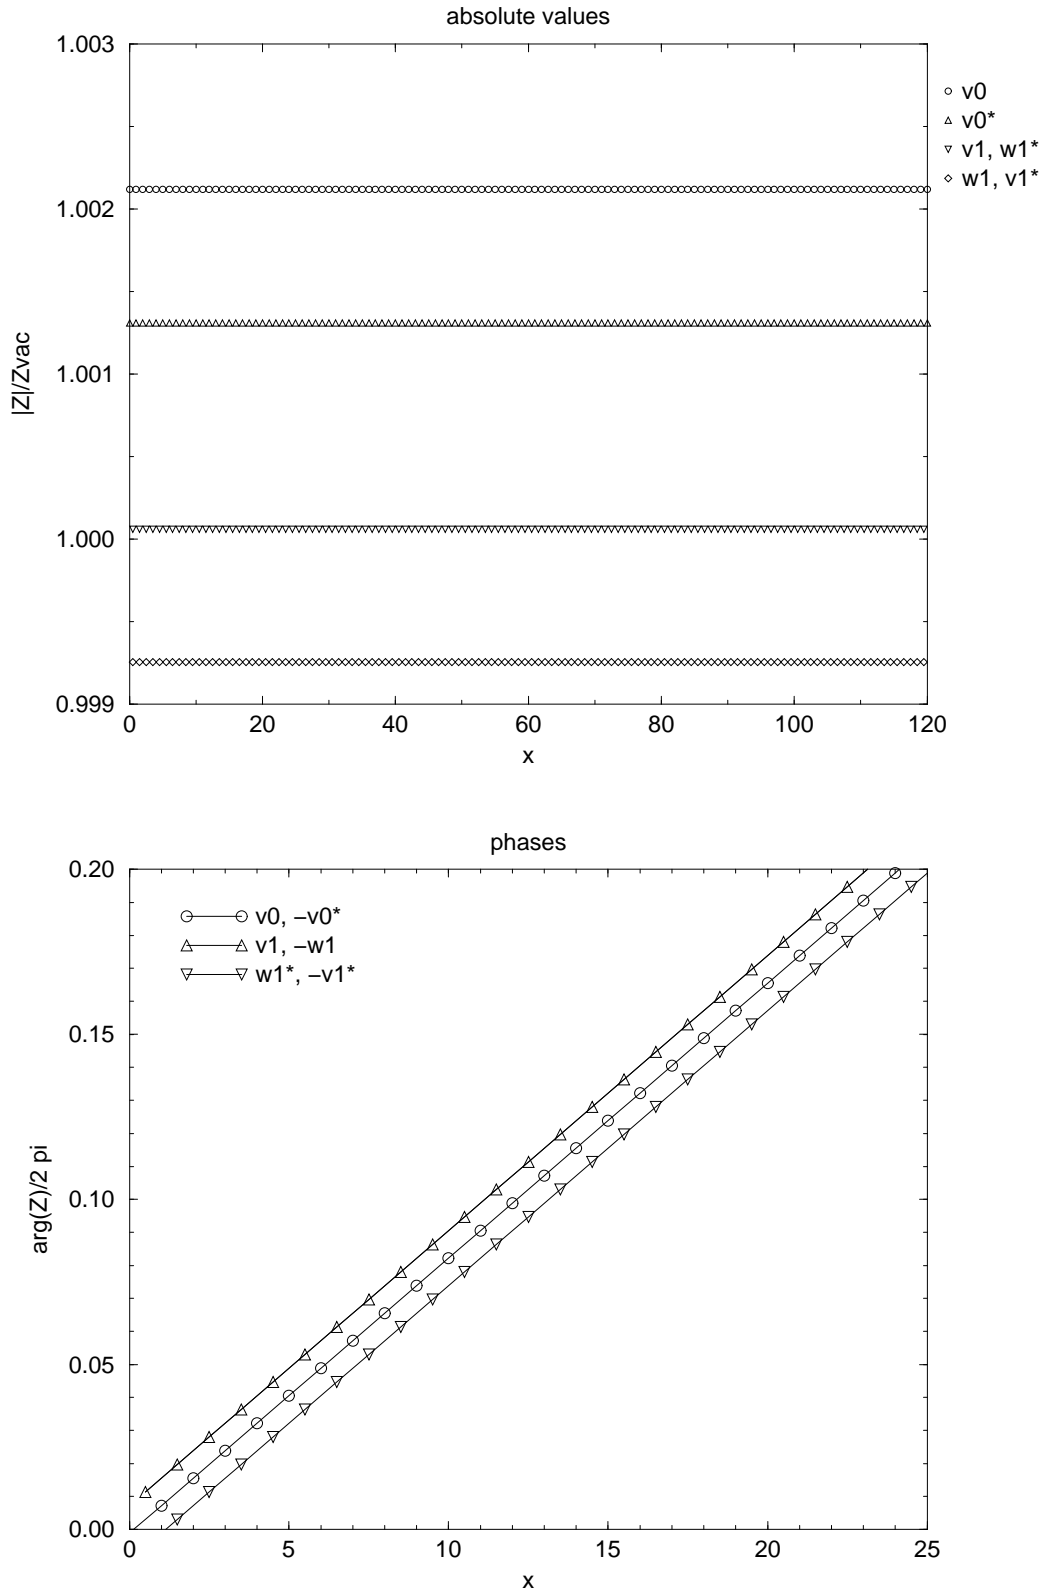 absolute values
1.003
1.002
1.001
1.000
0.999
|Z|/Zvac
0 20 40 60 80 100 120
x
v0
v0*
v1, w1*
w1, v1*
phases
0.20
0.15
0.10
0.05
0.00
arg(Z)/2 pi
v0, −v0*
v1, −w1
w1*, −v1*
0 5 10 15 20 25
x